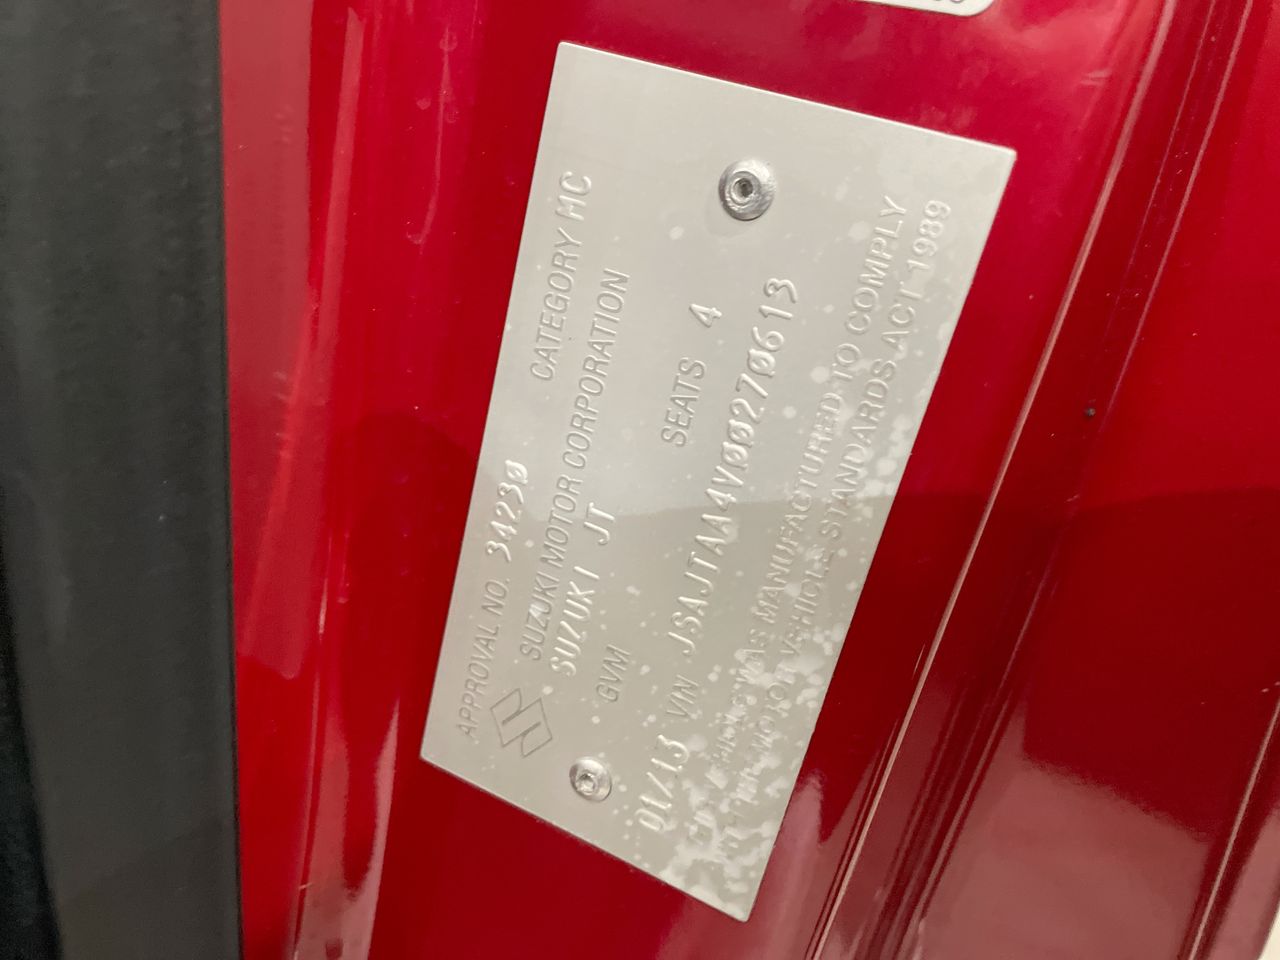 APPROVAL NO. 34230 CATEGORY MC
SUZUKI MOTOR CORPORATION
SUZUKI JT
GVM SEATS 4
01/13 VIN JSAJTAA4V00270613
THIS VEHICLE WAS MANUFACTURED TO COMPLY
WITH THE MOTOR VEHICLE STANDARDS ACT 1989